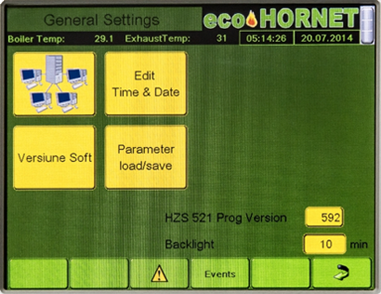 General Settings
ecoHORNET
Boiler Temp: 29.1 ExhaustTemp: 31 05:14:26 20.07.2014
Edit
Time & Date
Versiune Soft
Parameter
load/save
HZS 521 Prog Version 592
Backlight 10 min
Events